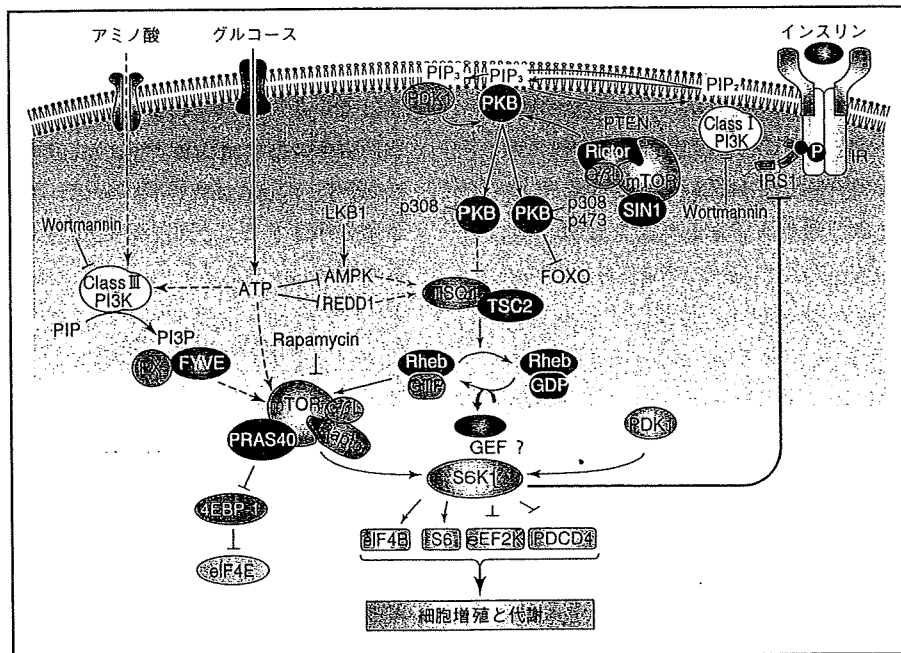 アミノ酸
グルコース
インスリン
PIP₃
PIP₃
PIP₂
PDK1
PKB
PTEN
Class I
PI3K
P
IR
IRS1
Rictor
mTOR
SIN1
Wortmannin
LKB1
p308
PKB
PKB
p308
p473
Wortmannin
FOXO
Class III
PI3K
ATP
AMPK
REDD1
TSC1
TSC2
PIP
PI3P
Rapamycin
PX
FYVE
Rheb
GTP
Rheb
GDP
TOR
PRAS40
GEF ?
PDK1
S6K1
4EBP-1
eIF4E
eIF4B
S6
eEF2K
PDCD4
細胞増殖と代謝